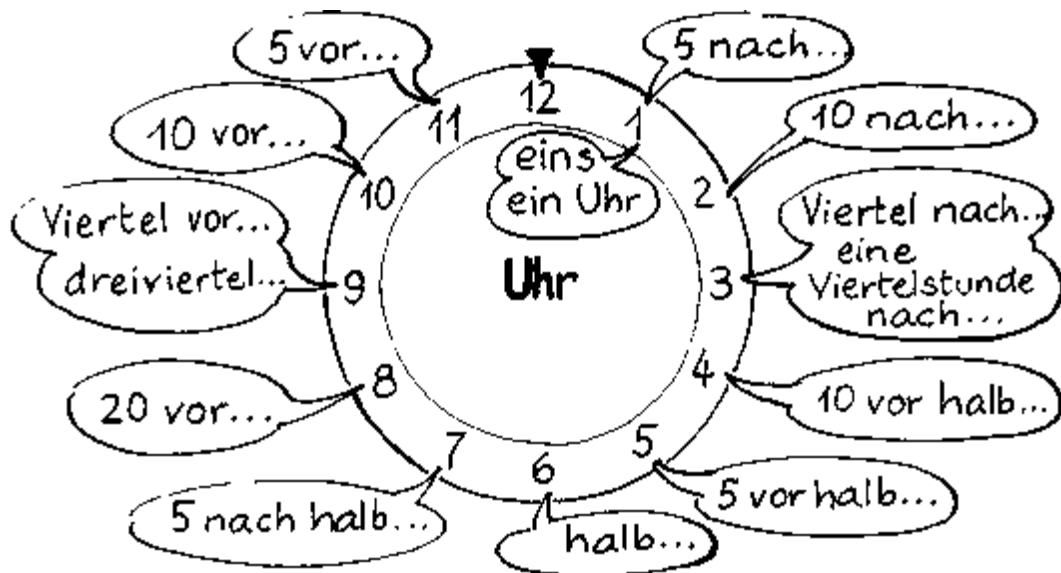 5 vor...
5 nach...
12
11
1
10 vor...
10 nach...
eins
ein Uhr
10
2
Viertel vor...
dreiviertel...
Viertel nach...
eine
Viertelstunde
nach...
9
Uhr
3
8
4
20 vor...
10 vor halb...
7
6
5
5 nach halb...
halb...
5 vor halb...